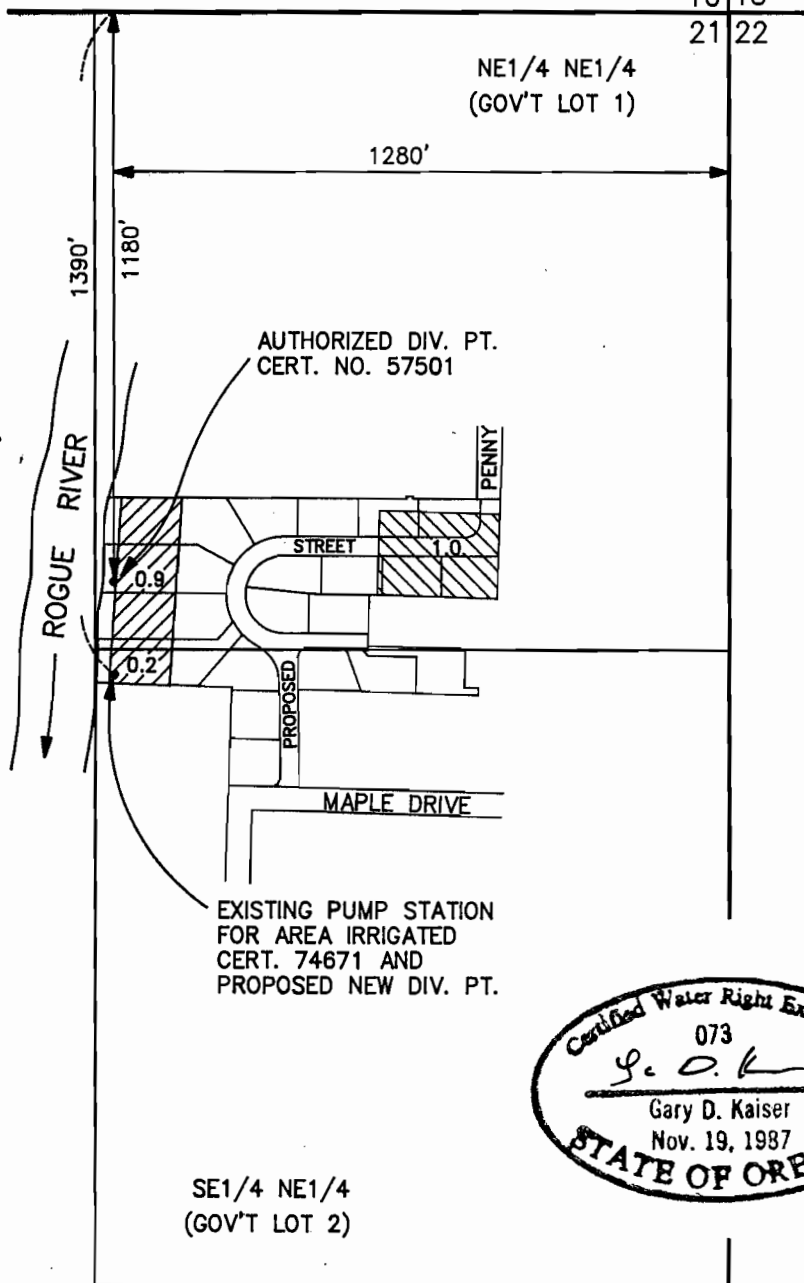 21 22
NE1/4 NE1/4
(GOV'T LOT 1)
1280'
1390'
1180'
AUTHORIZED DIV. PT.
CERT. NO. 57501
ROGUE RIVER
PENNY
STREET
1.0.
0.9
0.2
PROPOSED
MAPLE DRIVE
EXISTING PUMP STATION
FOR AREA IRRIGATED
CERT. 74671 AND
PROPOSED NEW DIV. PT.
Certified Water Right Ex
073
Gary D. Kaiser
Nov. 19, 1987
STATE OF ORE
SE1/4 NE1/4
(GOV'T LOT 2)